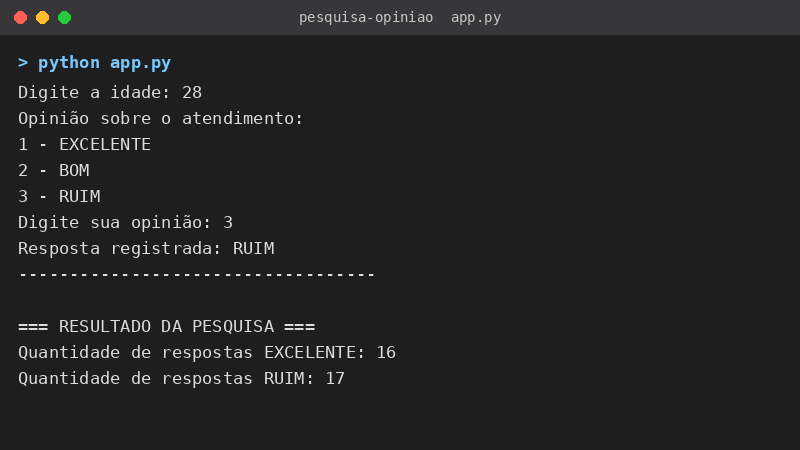 pesquisa-opiniao  app.py
> python app.py
Digite a idade: 28
Opinião sobre o atendimento:
1 - EXCELENTE
2 - BOM
3 - RUIM
Digite sua opinião: 3
Resposta registrada: RUIM
-----------------------------------
=== RESULTADO DA PESQUISA ===
Quantidade de respostas EXCELENTE: 16
Quantidade de respostas RUIM: 17